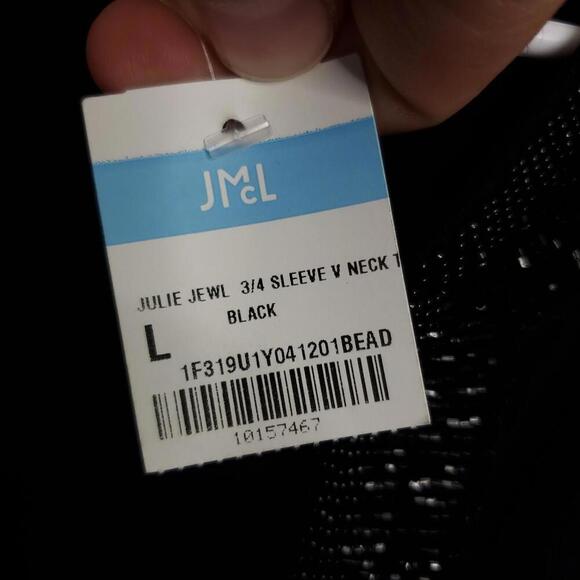 JMcL
JULIE JEWL 3/4 SLEEVE V NECK T
BLACK
L
1F319U1Y041201BEAD
10157467